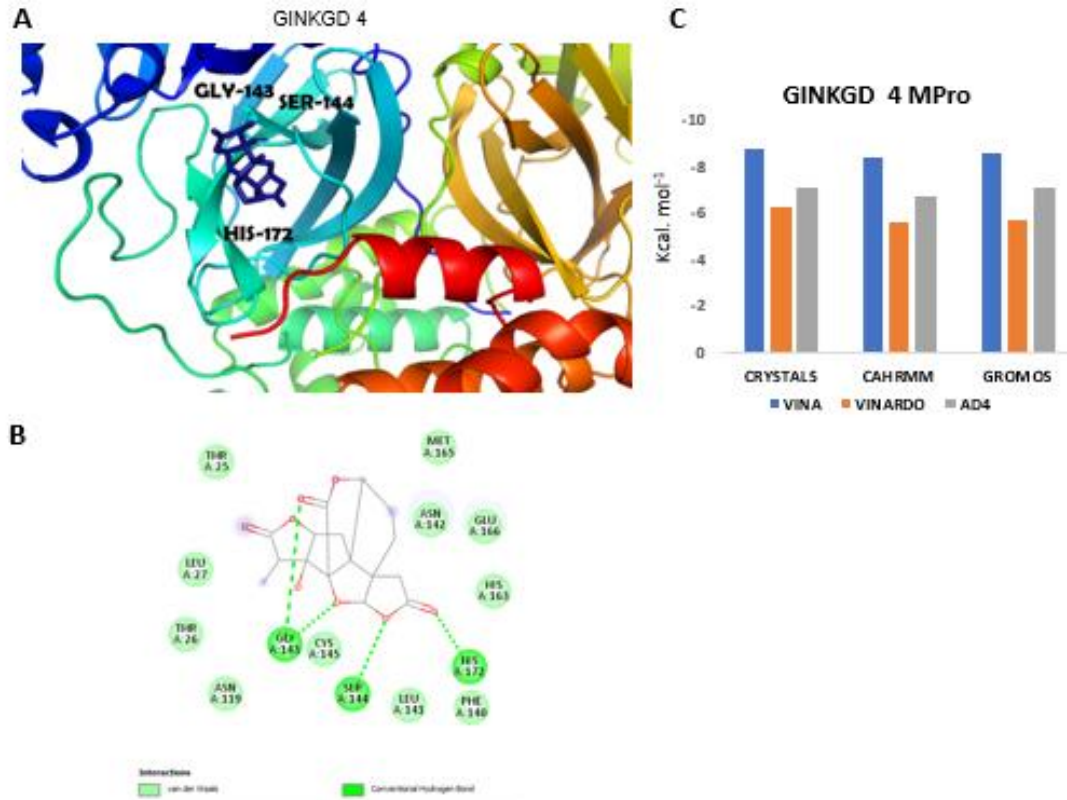 A
GINKGD 4
GLY-143
SER-144
HIS-172
C
GINKGD 4 MPro
-10
-8
-6
-4
-2
0
Kcal. mol⁻¹
CRYSTALS CAHRMM GROMOS
VINA VINARDO AD4
B
THR
A:25
MET
A:165
ASN
A:142
GLU
A:166
LEU
A:27
HIS
A:163
THR
A:26
GLY
A:143
CYS
A:145
HIS
A:172
ASN
A:119
SER
A:144
LEU
A:141
PHE
A:140
Interactions
van der Waals
Conventional Hydrogen Bond